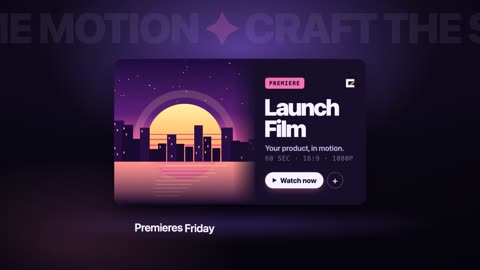 ME MOTION ✦ CRAFT THE S
PREMIERE
Launch
Film
Your product, in motion.
60 SEC · 16:9 · 1080P
▶ Watch now +
Premieres Friday